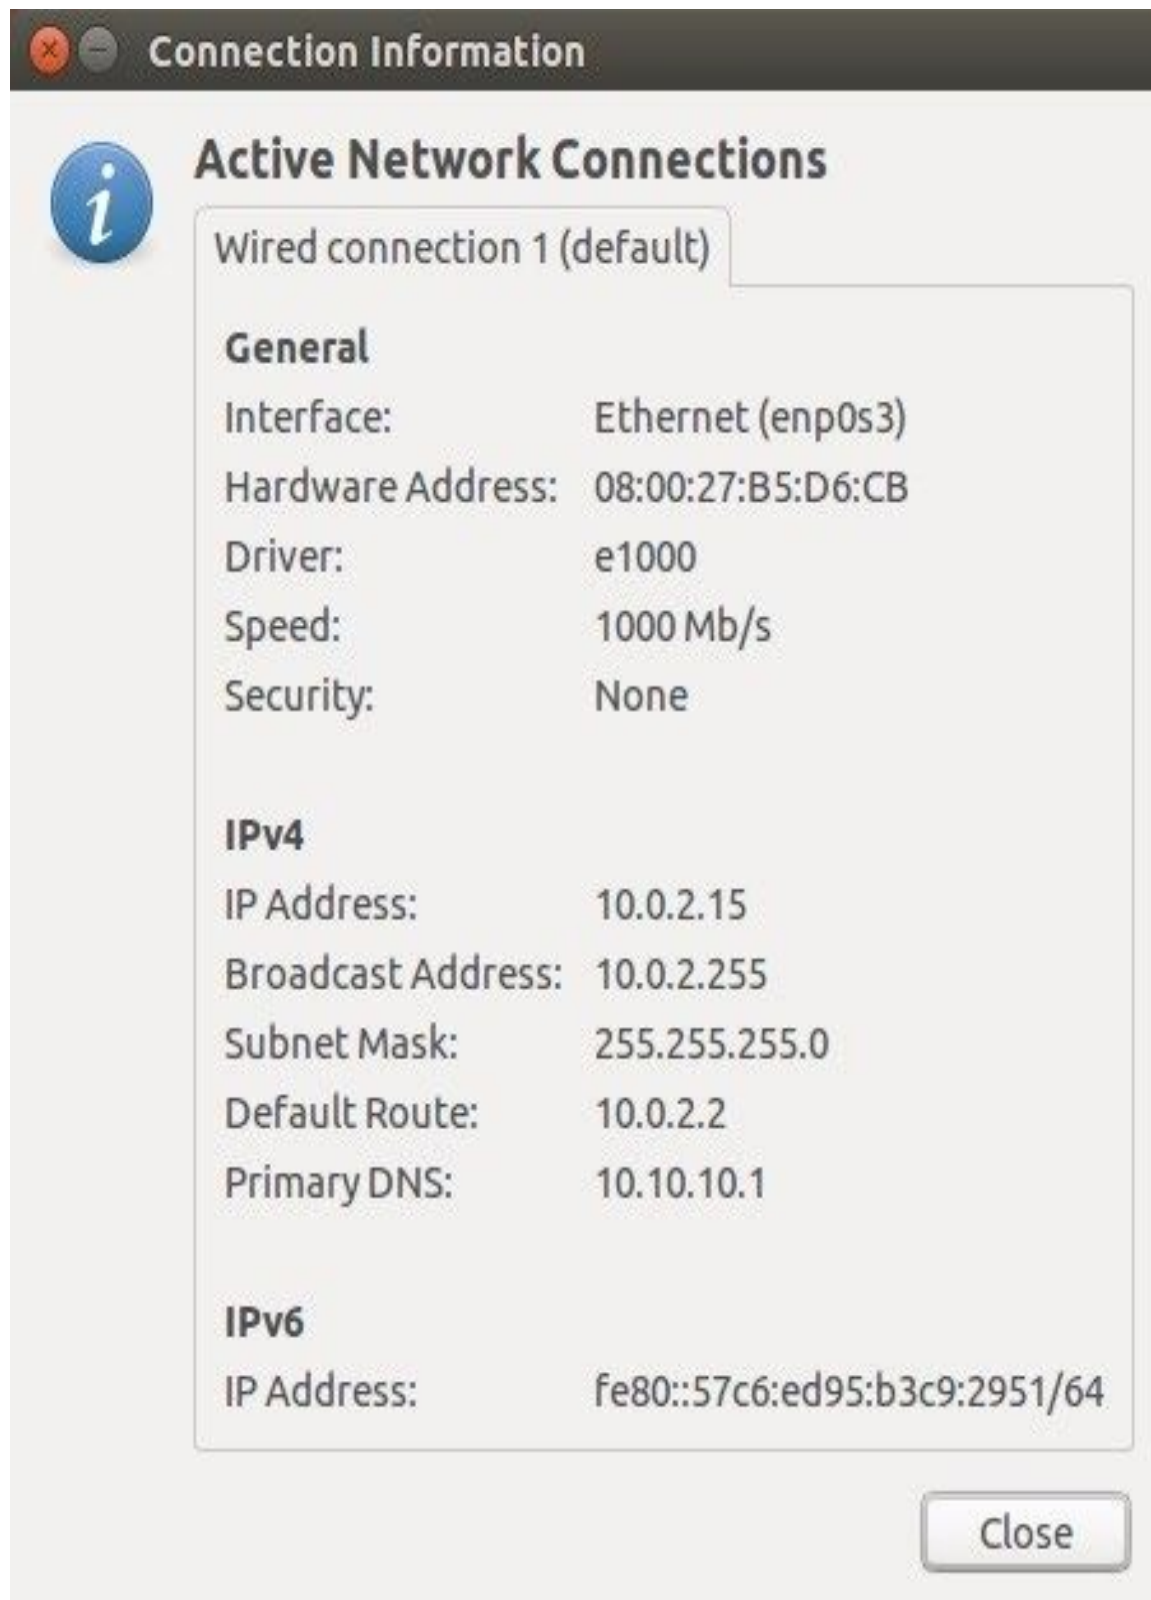 Connection Information
Active Network Connections
Wired connection 1 (default)
General
Interface: Ethernet (enp0s3)
Hardware Address: 08:00:27:B5:D6:CB
Driver: e1000
Speed: 1000 Mb/s
Security: None
IPv4
IP Address: 10.0.2.15
Broadcast Address: 10.0.2.255
Subnet Mask: 255.255.255.0
Default Route: 10.0.2.2
Primary DNS: 10.10.10.1
IPv6
IP Address: fe80::57c6:ed95:b3c9:2951/64
Close